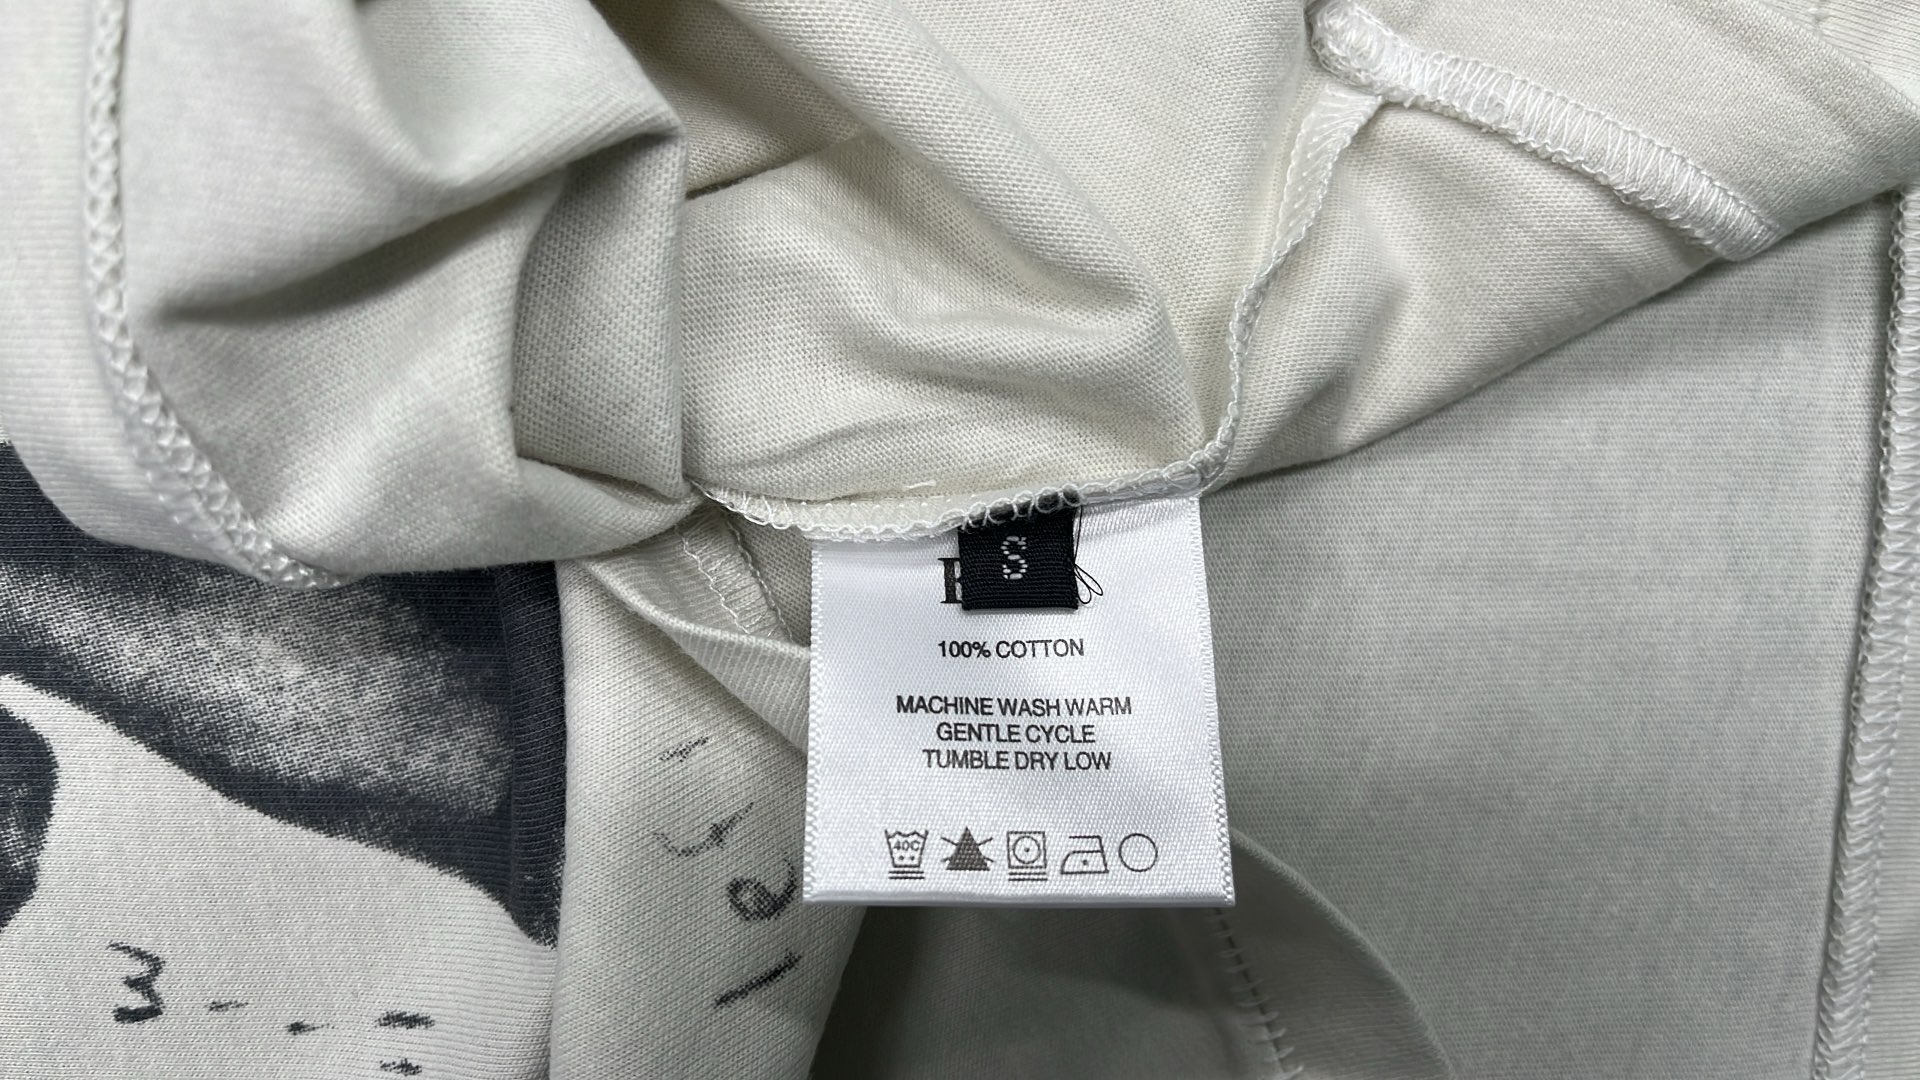 S
100% COTTON
MACHINE WASH WARM
GENTLE CYCLE
TUMBLE DRY LOW
40C